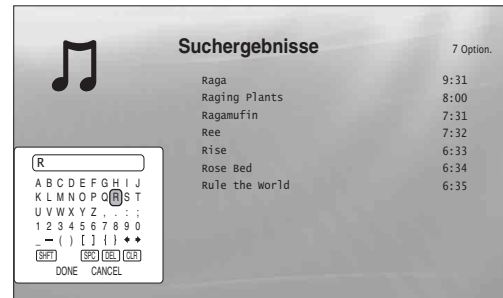 Suchergebnisse
7 Option.
Raga 9:31
Raging Plants 8:00
Ragamufin 7:31
Ree 7:32
Rise 6:33
Rose Bed 6:34
Rule the World 6:35
R
A B C D E F G H I J
K L M N O P Q R S T
U V W X Y Z , . : ;
1 2 3 4 5 6 7 8 9 0
_ – ( ) [ ] { }
SHFT SPC DEL CLR
DONE CANCEL